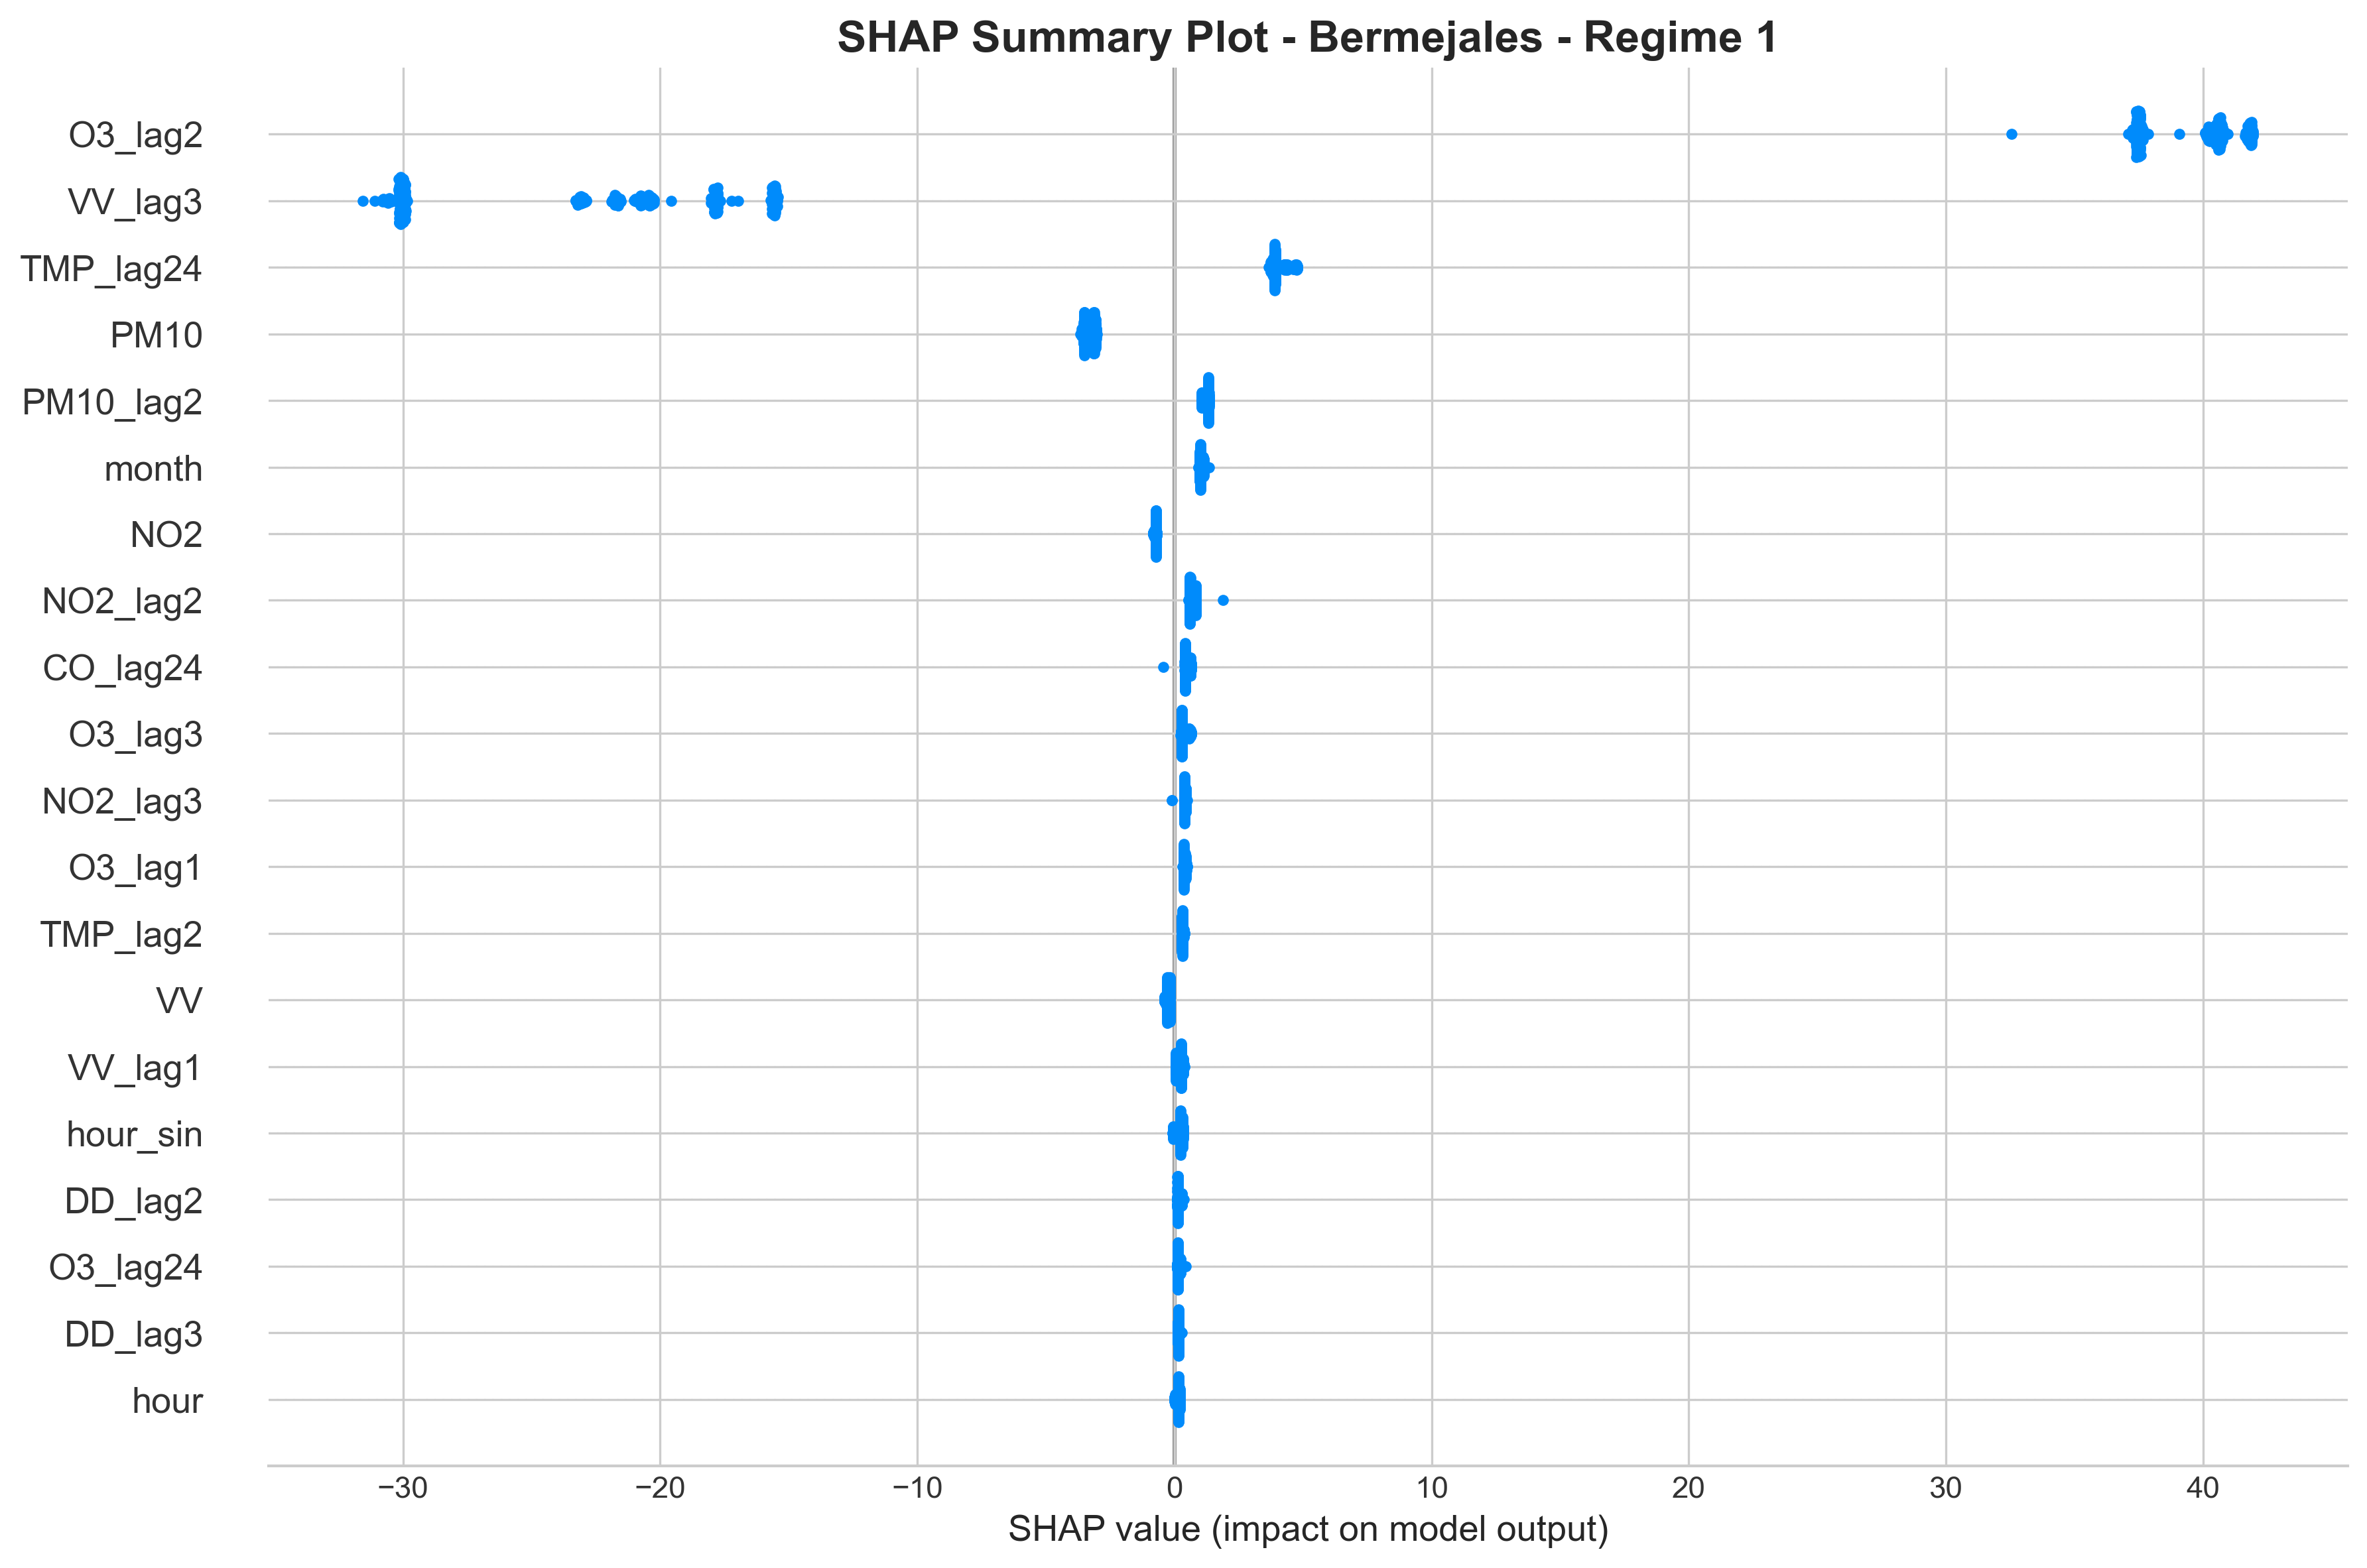 SHAP Summary Plot - Bermejales - Regime 1
O3_lag2
VV_lag3
TMP_lag24
PM10
PM10_lag2
month
NO2
NO2_lag2
CO_lag24
O3_lag3
NO2_lag3
O3_lag1
TMP_lag2
VV
VV_lag1
hour_sin
DD_lag2
O3_lag24
DD_lag3
hour
−30 −20 −10 0 10 20 30 40
SHAP value (impact on model output)